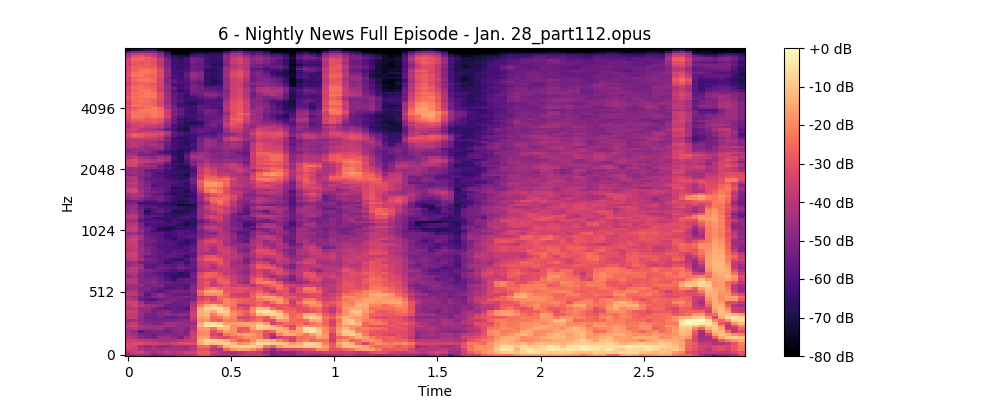 6 - Nightly News Full Episode - Jan. 28_part112.opus
Hz
4096
2048
1024
512
0
0 0.5 1 1.5 2 2.5
Time
+0 dB
-10 dB
-20 dB
-30 dB
-40 dB
-50 dB
-60 dB
-70 dB
-80 dB